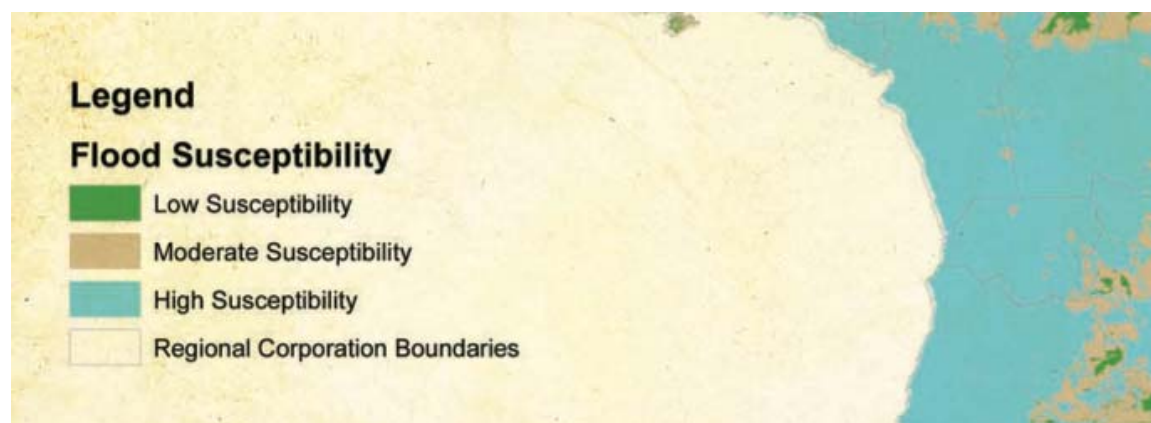 Legend
Flood Susceptibility
Low Susceptibility
Moderate Susceptibility
High Susceptibility
Regional Corporation Boundaries